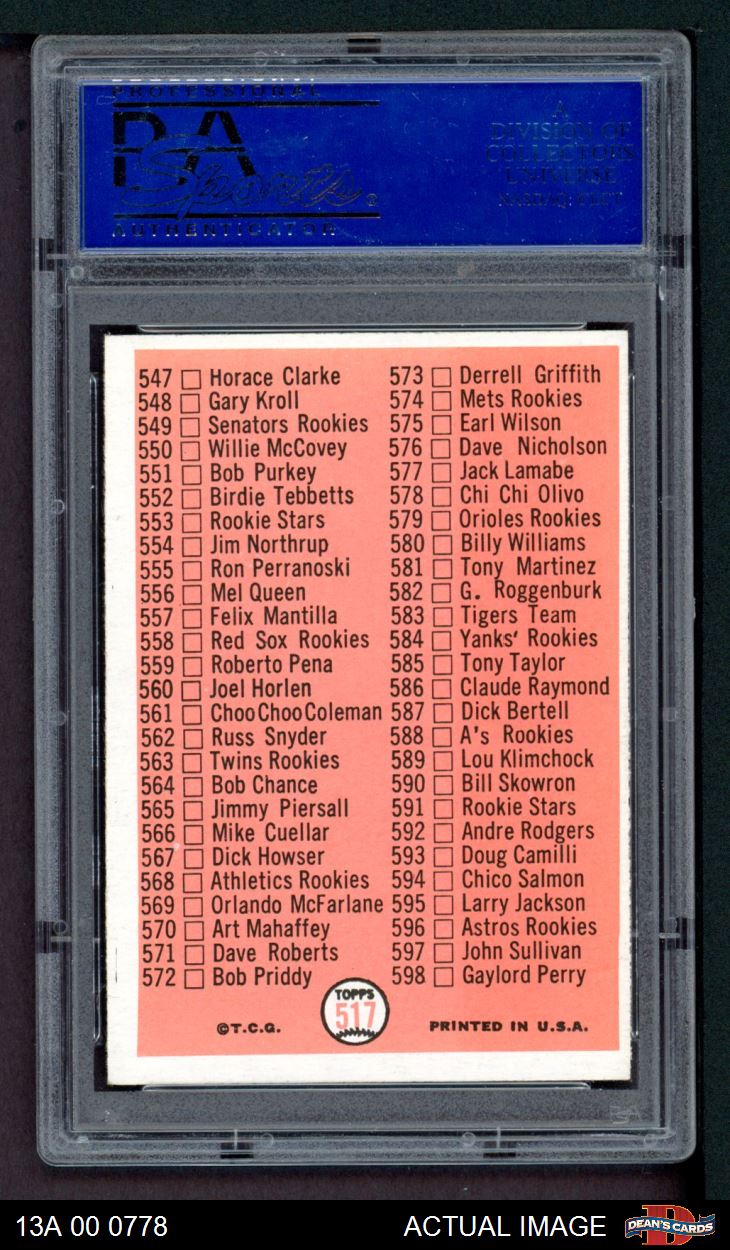 PROFESSIONAL
PSA
Sports®
AUTHENTICATOR
A
DIVISION OF
COLLECTORS
UNIVERSE
NASDAQ: CLCT
547 Horace Clarke
548 Gary Kroll
549 Senators Rookies
550 Willie McCovey
551 Bob Purkey
552 Birdie Tebbetts
553 Rookie Stars
554 Jim Northrup
555 Ron Perranoski
556 Mel Queen
557 Felix Mantilla
558 Red Sox Rookies
559 Roberto Pena
560 Joel Horlen
561 Choo Choo Coleman
562 Russ Snyder
563 Twins Rookies
564 Bob Chance
565 Jimmy Piersall
566 Mike Cuellar
567 Dick Howser
568 Athletics Rookies
569 Orlando McFarlane
570 Art Mahaffey
571 Dave Roberts
572 Bob Priddy
573 Derrell Griffith
574 Mets Rookies
575 Earl Wilson
576 Dave Nicholson
577 Jack Lamabe
578 Chi Chi Olivo
579 Orioles Rookies
580 Billy Williams
581 Tony Martinez
582 G. Roggenburk
583 Tigers Team
584 Yanks' Rookies
585 Tony Taylor
586 Claude Raymond
587 Dick Bertell
588 A's Rookies
589 Lou Klimchock
590 Bill Skowron
591 Rookie Stars
592 Andre Rodgers
593 Doug Camilli
594 Chico Salmon
595 Larry Jackson
596 Astros Rookies
597 John Sullivan
598 Gaylord Perry
©T.C.G.
TOPPS
517
PRINTED IN U.S.A.
13A 00 0778
ACTUAL IMAGE
DEAN'S CARDS